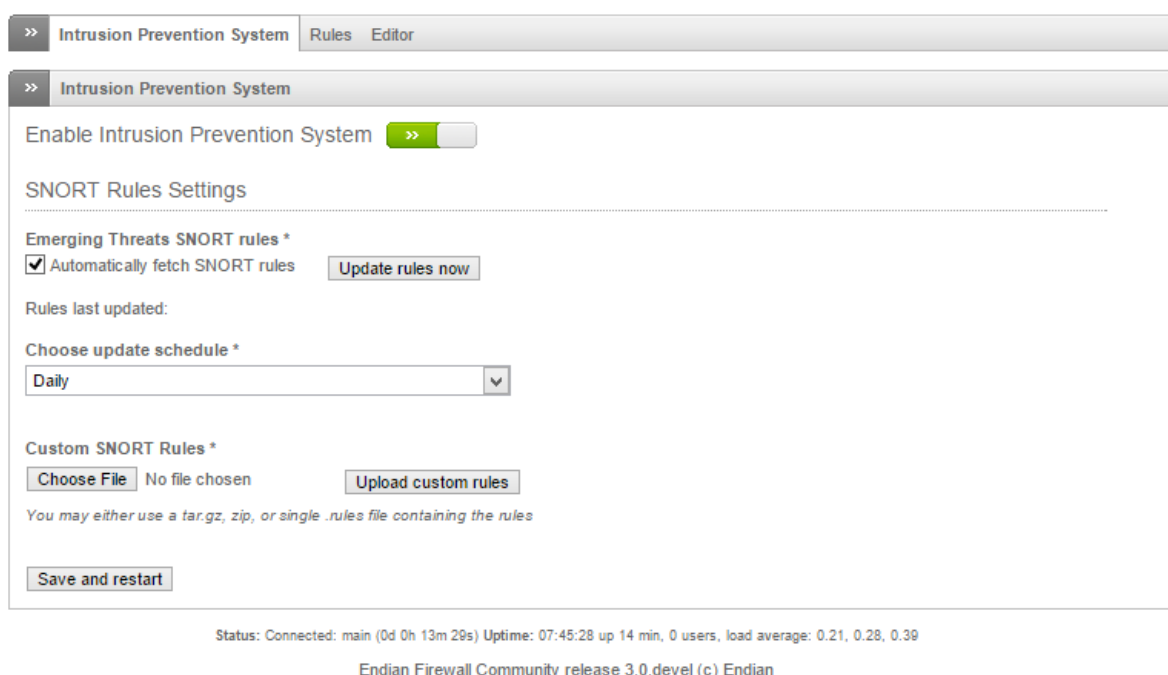 » Intrusion Prevention System Rules Editor
» Intrusion Prevention System
Enable Intrusion Prevention System »
SNORT Rules Settings
Emerging Threats SNORT rules *
Automatically fetch SNORT rules Update rules now
Rules last updated:
Choose update schedule *
Daily
Custom SNORT Rules *
Choose File No file chosen Upload custom rules
You may either use a tar.gz, zip, or single .rules file containing the rules
Save and restart
Status: Connected: main (0d 0h 13m 29s) Uptime: 07:45:28 up 14 min, 0 users, load average: 0.21, 0.28, 0.39
Endian Firewall Community release 3.0.devel (c) Endian